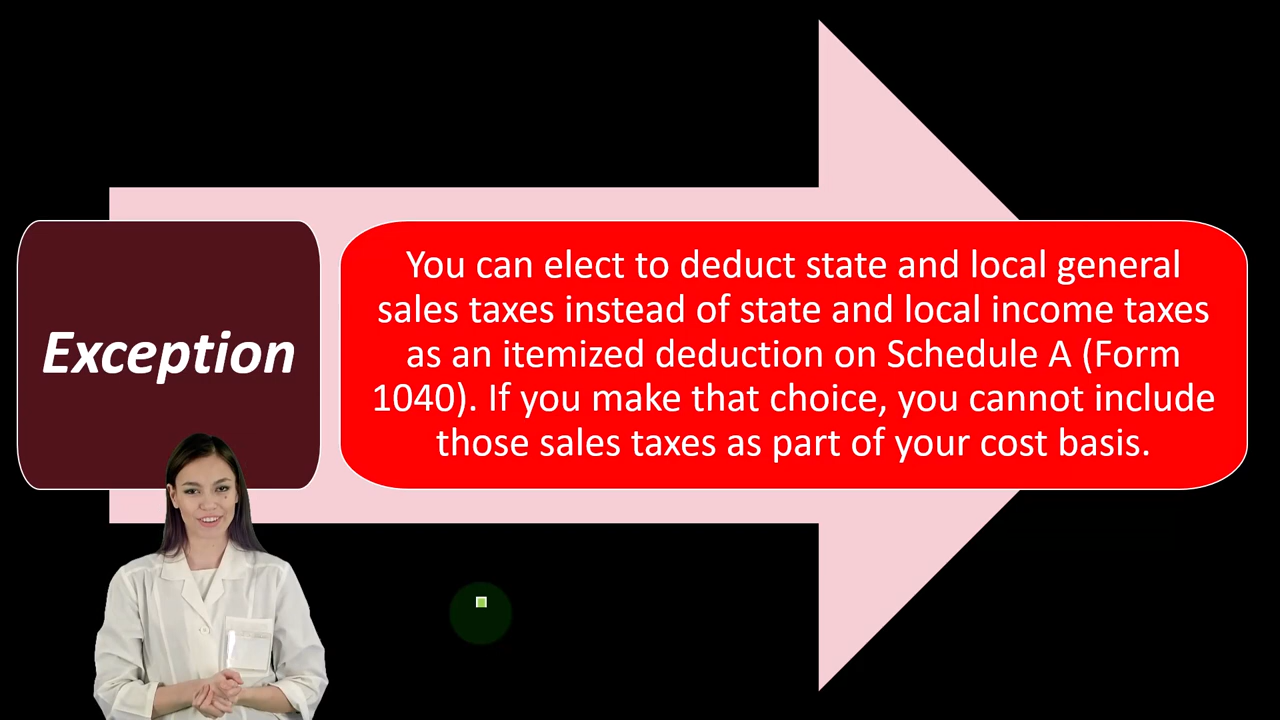 Exception
You can elect to deduct state and local general
sales taxes instead of state and local income taxes
as an itemized deduction on Schedule A (Form
1040). If you make that choice, you cannot include
those sales taxes as part of your cost basis.